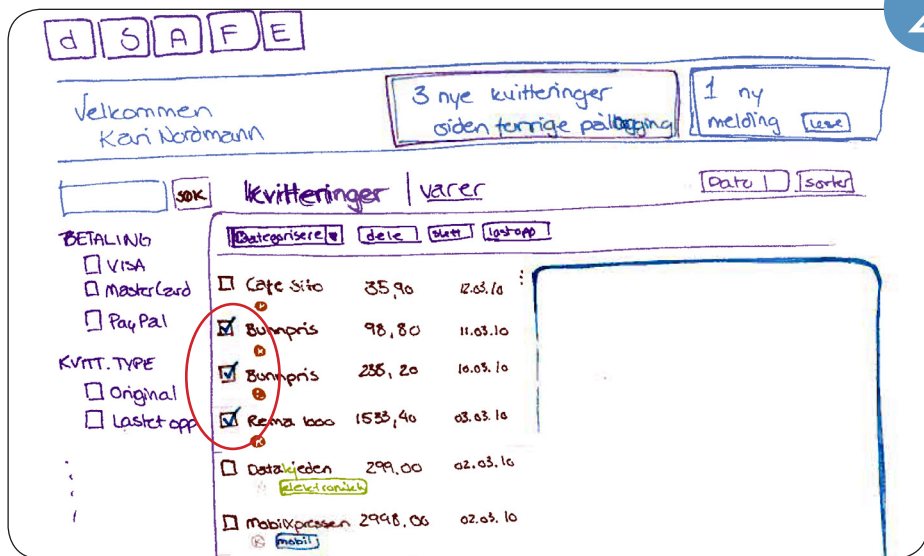 dSAFE
Velkommen
Kari Nordmann
3 nye kvitteringer
siden forrige pålogging
1 ny
melding lese
SØK kvitteringer | varer
Dato sorter
Kategorisere dele slett last opp
BETALING
VISA
MasterCard
PayPal
KVITT. TYPE
Original
Lastet opp
Cafe Sito 35,90 12.03.10
K
Bunnpris 98,80 11.03.10
K
Bunnpris 10.03.10
Rema 1000 1533,40 03.03.10
K
Datakjeden 299,00 02.03.10
elektronikk
Mobilxpressen 2998,00 02.03.10
K mobil